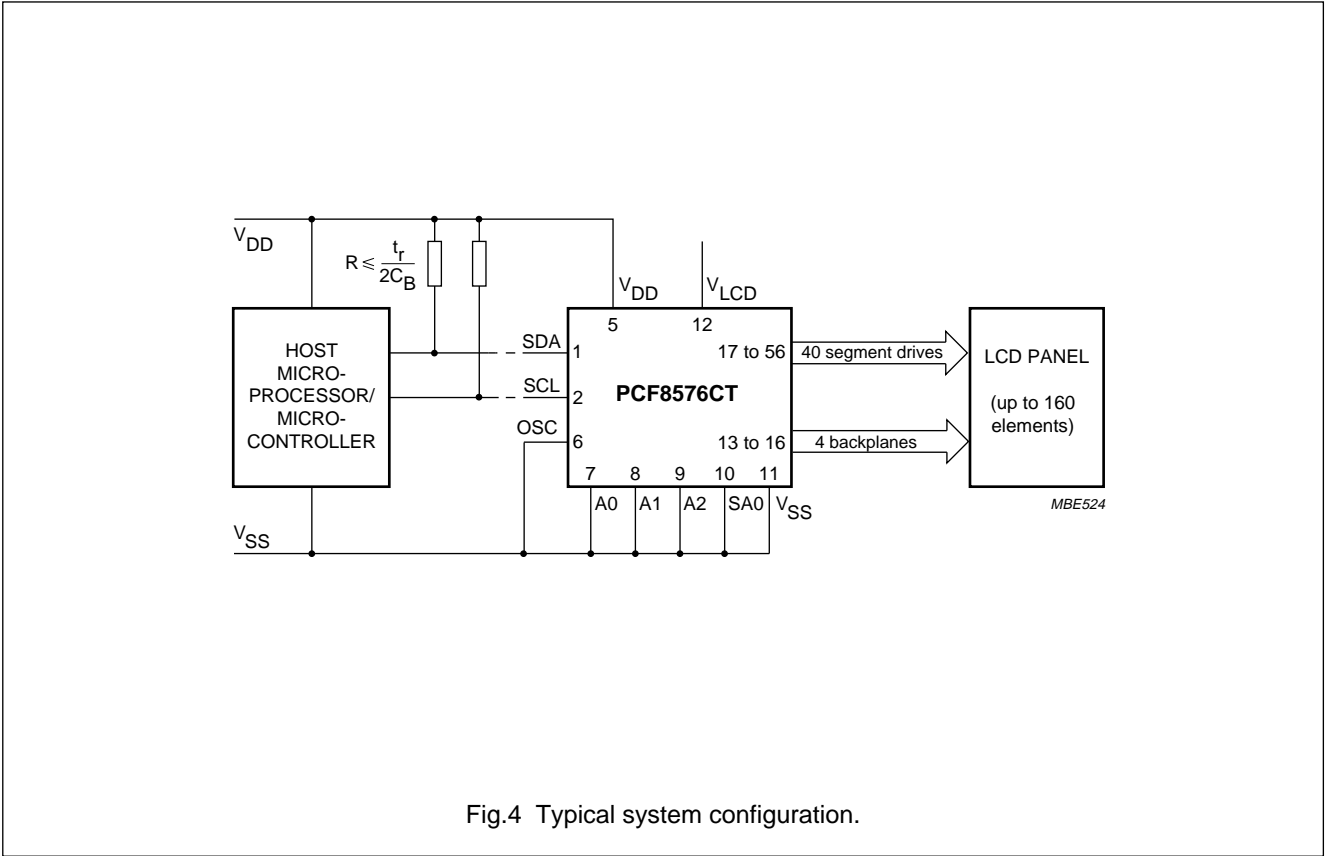 VDD
R ≤ tr
2CB
VDD
VLCD
5
12
HOST
MICRO-
PROCESSOR/
MICRO-
CONTROLLER
SDA
1
SCL
2
OSC
6
PCF8576CT
17 to 56
40 segment drives
13 to 16
4 backplanes
LCD PANEL
(up to 160
elements)
7 8 9 10 11
A0 A1 A2 SA0 VSS
MBE524
VSS
Fig.4 Typical system configuration.